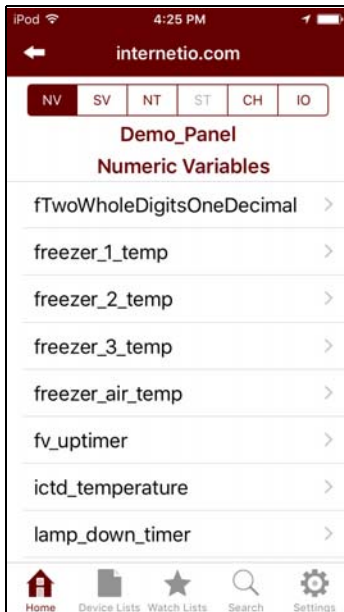 iPod 4:25 PM
internetio.com
NV SV NT ST CH IO
Demo_Panel
Numeric Variables
fTwoWholeDigitsOneDecimal
freezer_1_temp
freezer_2_temp
freezer_3_temp
freezer_air_temp
fv_uptimer
ictd_temperature
lamp_down_timer
Home Device Lists Watch Lists Search Settings